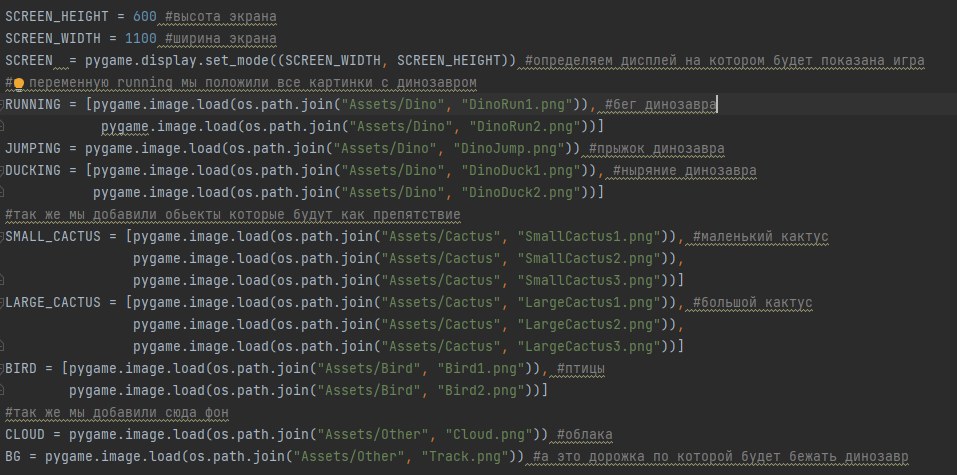 SCREEN_HEIGHT = 600 #высота экрана
SCREEN_WIDTH = 1100 #ширина экрана
SCREEN  = pygame.display.set_mode((SCREEN_WIDTH, SCREEN_HEIGHT)) #определяем дисплей на котором будет показана игра
# переменную running мы положили все картинки с динозавром
RUNNING = [pygame.image.load(os.path.join("Assets/Dino", "DinoRun1.png")), #бег динозавра
            pygame.image.load(os.path.join("Assets/Dino", "DinoRun2.png"))]
JUMPING = pygame.image.load(os.path.join("Assets/Dino", "DinoJump.png")) #прыжок динозавра
DUCKING = [pygame.image.load(os.path.join("Assets/Dino", "DinoDuck1.png")), #ныряние динозавра
           pygame.image.load(os.path.join("Assets/Dino", "DinoDuck2.png"))]
#так же мы добавили обьекты которые будут как препятствие
SMALL_CACTUS = [pygame.image.load(os.path.join("Assets/Cactus", "SmallCactus1.png")), #маленький кактус
                pygame.image.load(os.path.join("Assets/Cactus", "SmallCactus2.png")),
                pygame.image.load(os.path.join("Assets/Cactus", "SmallCactus3.png"))]
LARGE_CACTUS = [pygame.image.load(os.path.join("Assets/Cactus", "LargeCactus1.png")), #большой кактус
                pygame.image.load(os.path.join("Assets/Cactus", "LargeCactus2.png")),
                pygame.image.load(os.path.join("Assets/Cactus", "LargeCactus3.png"))]
BIRD = [pygame.image.load(os.path.join("Assets/Bird", "Bird1.png")), #птицы
        pygame.image.load(os.path.join("Assets/Bird", "Bird2.png"))]
#так же мы добавили сюда фон
CLOUD = pygame.image.load(os.path.join("Assets/Other", "Cloud.png")) #облака
BG = pygame.image.load(os.path.join("Assets/Other", "Track.png")) #а это дорожка по которой будет бежать динозавр